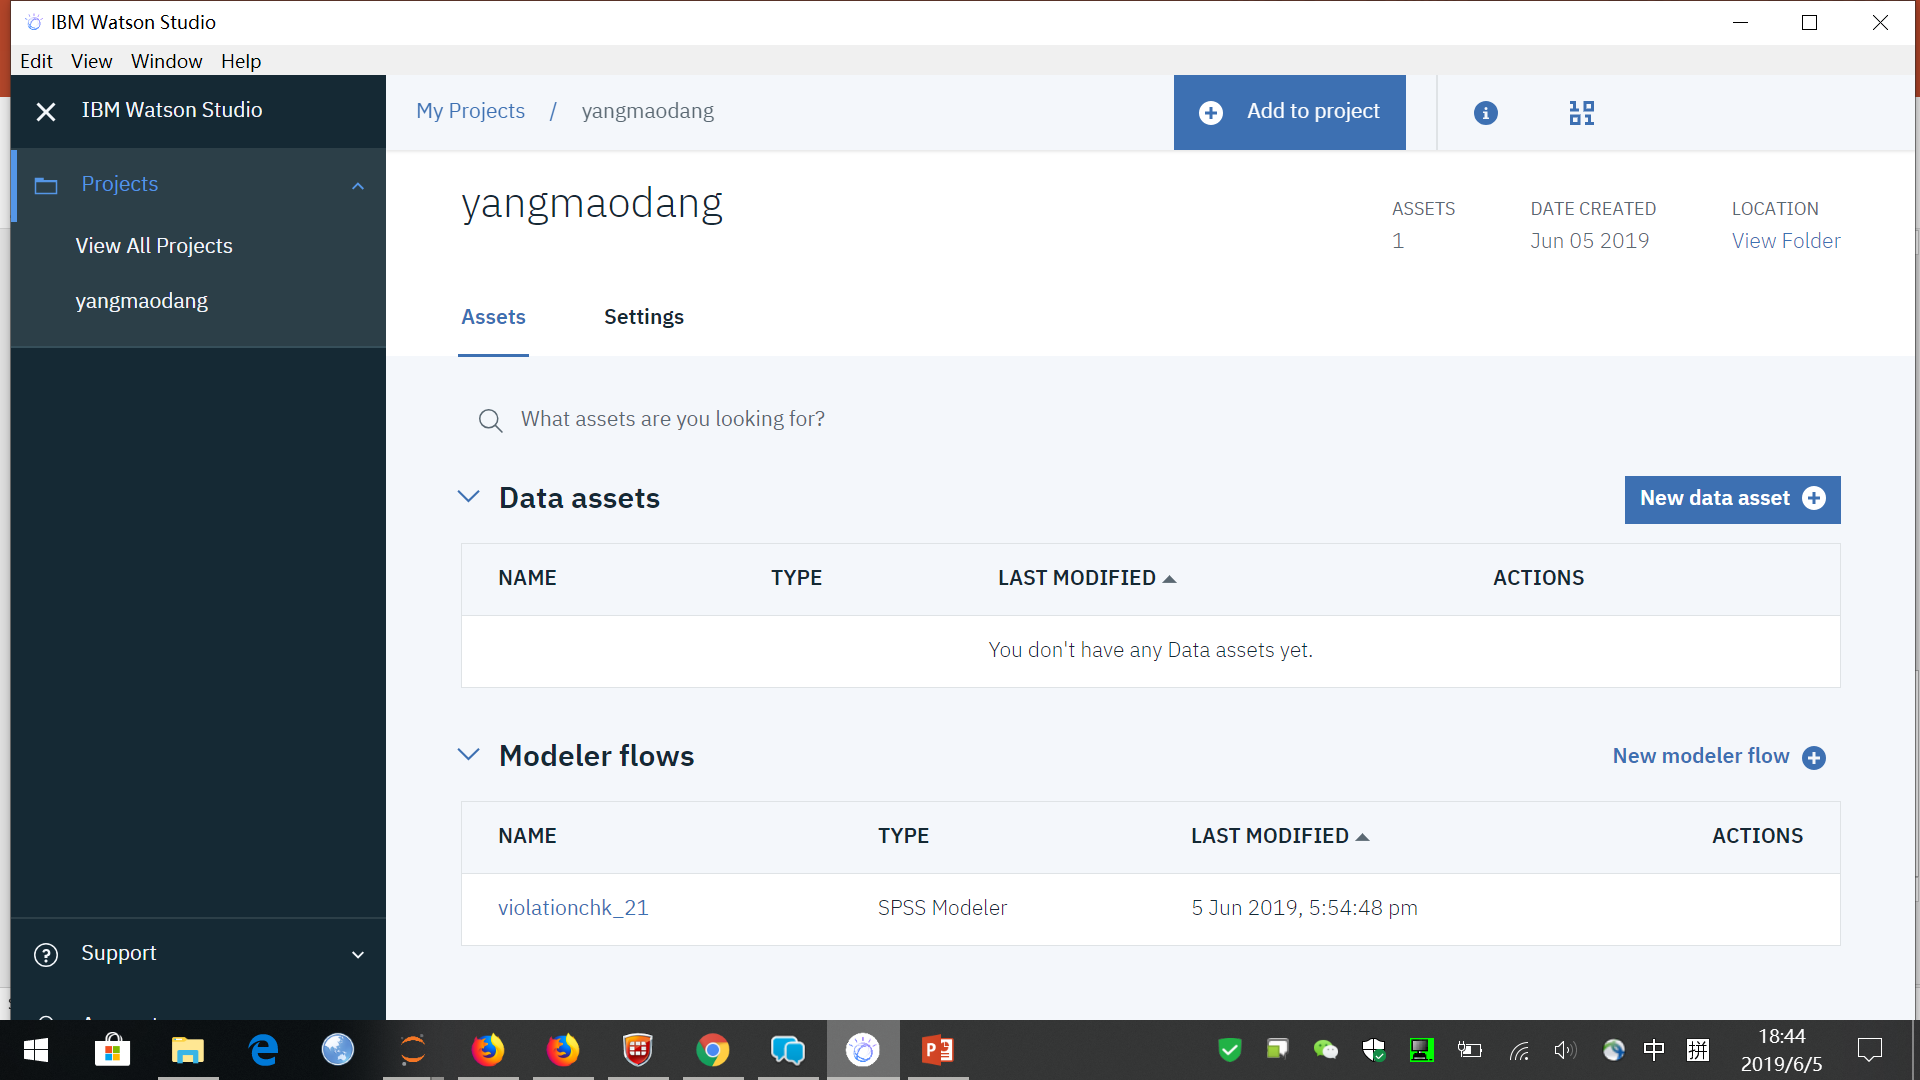 IBM Watson Studio
Edit View Window Help
IBM Watson Studio
My Projects / yangmaodang
Add to project
Projects
View All Projects
yangmaodang
yangmaodang
ASSETS
1
DATE CREATED
Jun 05 2019
LOCATION
View Folder
Assets
Settings
What assets are you looking for?
Data assets
New data asset
NAME TYPE LAST MODIFIED ACTIONS
You don't have any Data assets yet.
Modeler flows
New modeler flow
NAME TYPE LAST MODIFIED ACTIONS
violationchk_21 SPSS Modeler 5 Jun 2019, 5:54:48 pm
Support
中 拼
18:44
2019/6/5